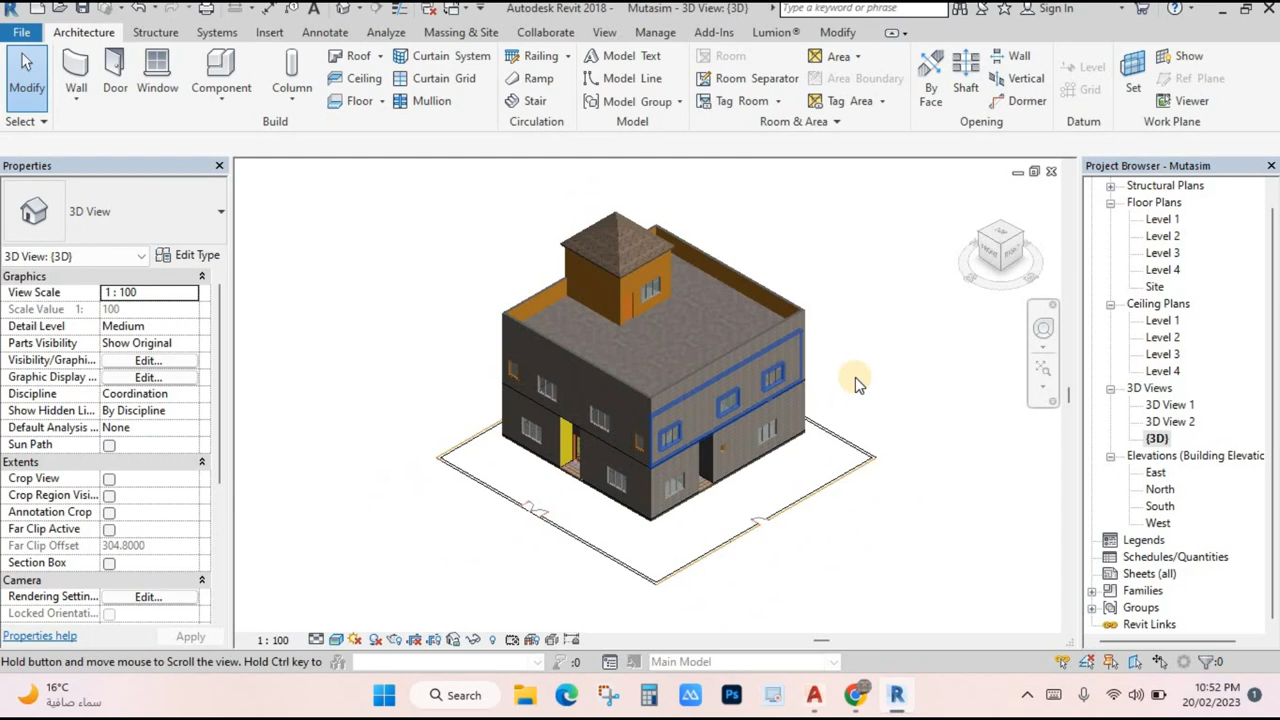 Autodesk Revit 2018 - Mutasim - 3D View: {3D}
Type a keyword or phrase
Sign In
File
Architecture
Structure
Systems
Insert
Annotate
Analyze
Massing & Site
Collaborate
View
Manage
Add-Ins
Lumion®
Modify
Modify
Wall
Door
Window
Component
Column
Roof
Ceiling
Floor
Curtain System
Curtain Grid
Mullion
Railing
Ramp
Stair
Model Text
Model Line
Model Group
Room
Room Separator
Tag Room
Area
Area Boundary
Tag Area
By Face
Shaft
Wall
Vertical
Dormer
Level
Grid
Set
Show
Ref Plane
Viewer
Select
Build
Circulation
Model
Room & Area
Opening
Datum
Work Plane
Properties
3D View
3D View: {3D}
Edit Type
Graphics
View Scale 1 : 100
Scale Value 1: 100
Detail Level Medium
Parts Visibility Show Original
Visibility/Graphi... Edit...
Graphic Display ... Edit...
Discipline Coordination
Show Hidden Li... By Discipline
Default Analysis ... None
Sun Path
Extents
Crop View
Crop Region Visi...
Annotation Crop
Far Clip Active
Far Clip Offset 304.8000
Section Box
Camera
Rendering Settin... Edit...
Locked Orientati...
Properties help
Apply
TOP
FRONT
RIGHT
Project Browser - Mutasim
Structural Plans
Floor Plans
Level 1
Level 2
Level 3
Level 4
Site
Ceiling Plans
Level 1
Level 2
Level 3
Level 4
3D Views
3D View 1
3D View 2
{3D}
Elevations (Building Elevatio
East
North
South
West
Legends
Schedules/Quantities
Sheets (all)
Families
Groups
Revit Links
1 : 100
Hold button and move mouse to Scroll the view. Hold Ctrl key to
:0
Main Model
:0
16°C
سماء صافية
Search
Ps
10:52 PM
20/02/2023